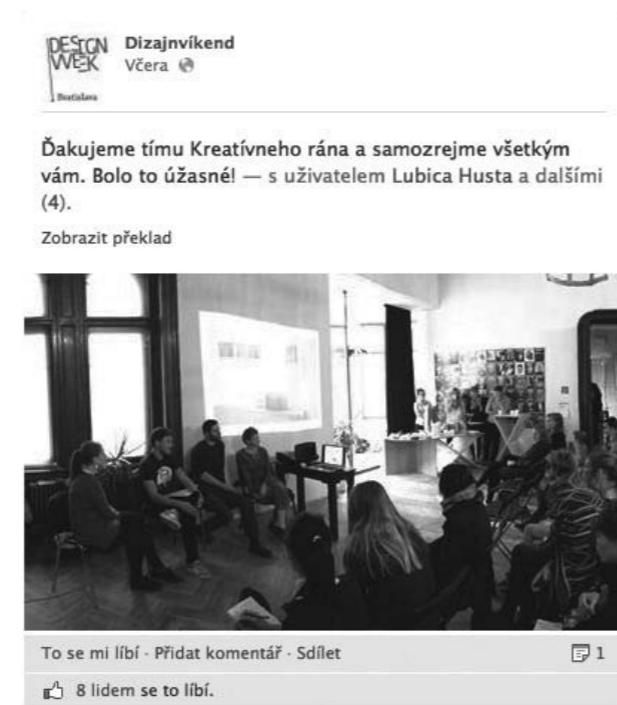 DESIGN
WEEK
Bratislava
Dizajnvíkend
Včera
Ďakujeme tímu Kreatívneho rána a samozrejme všetkým
vám. Bolo to úžasné! — s uživatelem Lubica Husta a dalšími
(4).
Zobrazit překlad
To se mi líbí · Přidat komentář · Sdílet
1
8 lidem se to líbí.